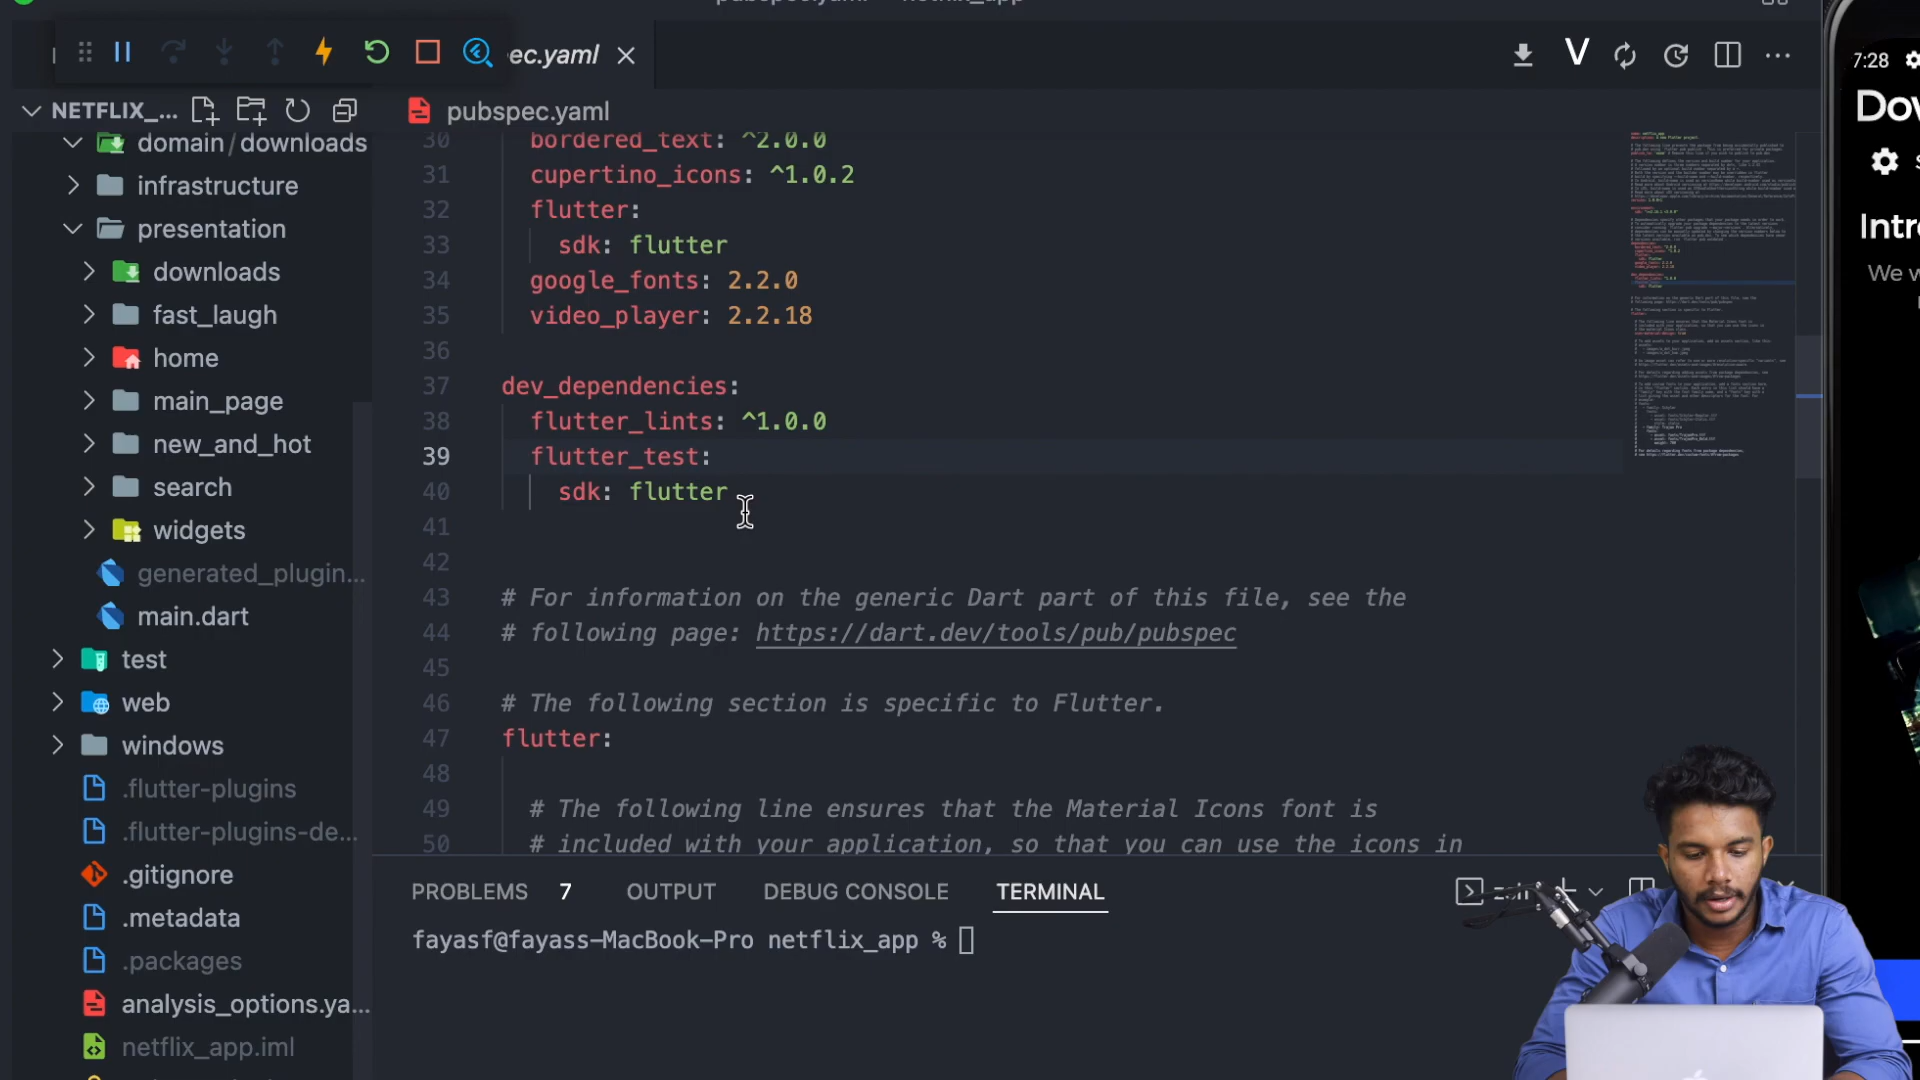 pubspec.yaml — netflix_app
ec.yaml
V
7:28
NETFLIX_...
pubspec.yaml
domain / downloads
infrastructure
presentation
downloads
fast_laugh
home
main_page
new_and_hot
search
widgets
generated_plugin...
main.dart
test
web
windows
.flutter-plugins
.flutter-plugins-de...
.gitignore
.metadata
.packages
analysis_options.ya...
netflix_app.iml
30 bordered_text: ^2.0.0
31 cupertino_icons: ^1.0.2
32 flutter:
33 sdk: flutter
34 google_fonts: 2.2.0
35 video_player: 2.2.18
36
37 dev_dependencies:
38 flutter_lints: ^1.0.0
39 flutter_test:
40 sdk: flutter
41
42
43 # For information on the generic Dart part of this file, see the
44 # following page: https://dart.dev/tools/pub/pubspec
45
46 # The following section is specific to Flutter.
47 flutter:
48
49 # The following line ensures that the Material Icons font is
50 # included with your application, so that you can use the icons in
PROBLEMS 7 OUTPUT DEBUG CONSOLE TERMINAL
fayasf@fayass-MacBook-Pro netflix_app %
Dow
S
Intro
We w